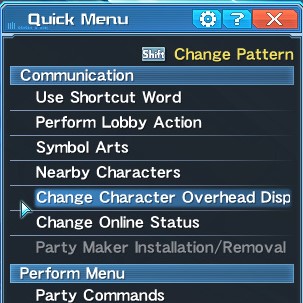 Quick Menu
?
Shift Change Pattern
Communication
Use Shortcut Word
Perform Lobby Action
Symbol Arts
Nearby Characters
Change Character Overhead Disp
Change Online Status
Party Maker Installation/Removal
Perform Menu
Party Commands